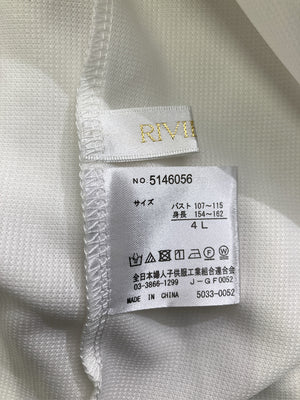 RIVI
NO.5146056
サイズ バスト 107〜115
身長 154〜162
4L
全日本婦人子供服工業組合連合会
03-3866-1299 J-GF0052
MADE IN CHINA 5033-0052